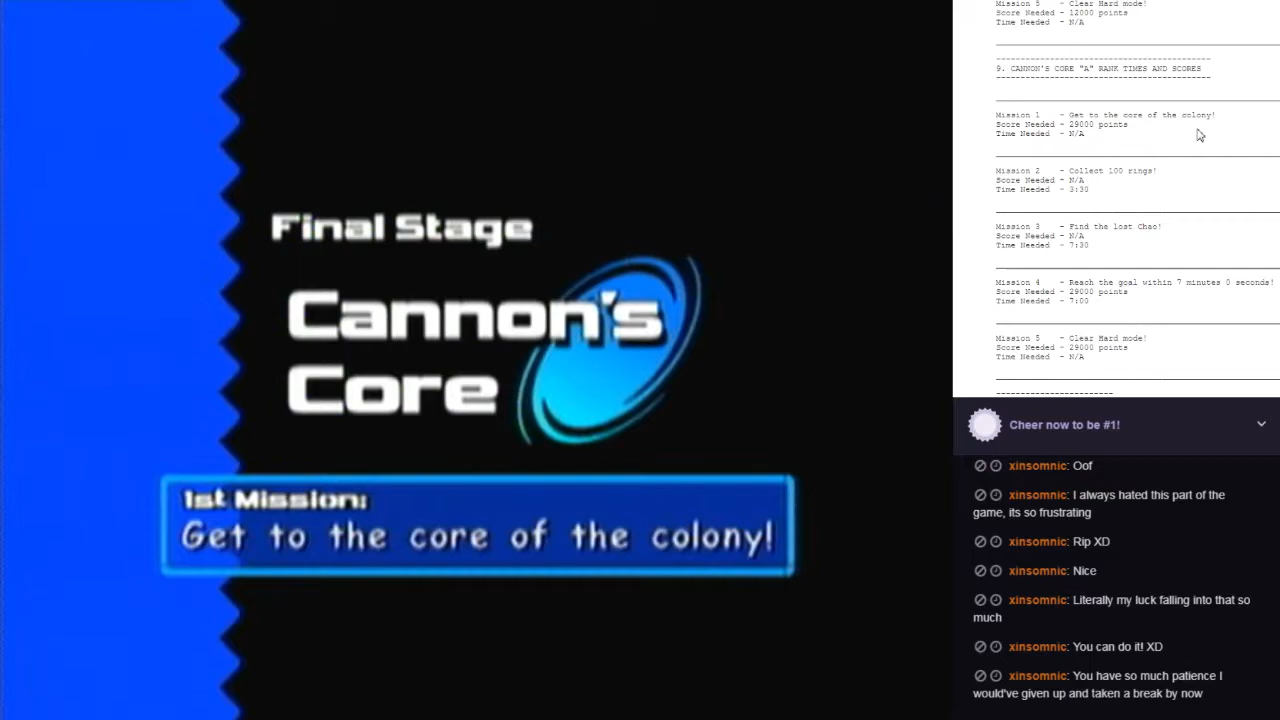 Final Stage
Cannon's
Core
1st Mission:
Get to the core of the colony!
Mission 5 - Clear Hard mode!
Score Needed - 12000 points
Time Needed - N/A
9. CANNON'S CORE "A" RANK TIMES AND SCORES
Mission 1 - Get to the core of the colony!
Score Needed - 29000 points
Time Needed - N/A
Mission 2 - Collect 100 rings!
Score Needed - N/A
Time Needed - 3:30
Mission 3 - Find the lost Chao!
Score Needed - N/A
Time Needed - 7:30
Mission 4 - Reach the goal within 7 minutes 0 seconds!
Score Needed - 29000 points
Time Needed - 7:00
Mission 5 - Clear Hard mode!
Score Needed - 29000 points
Time Needed - N/A
Cheer now to be #1!
xinsomnic: Oof
xinsomnic: I always hated this part of the
game, its so frustrating
xinsomnic: Rip XD
xinsomnic: Nice
xinsomnic: Literally my luck falling into that so
much
xinsomnic: You can do it! XD
xinsomnic: You have so much patience I
would've given up and taken a break by now